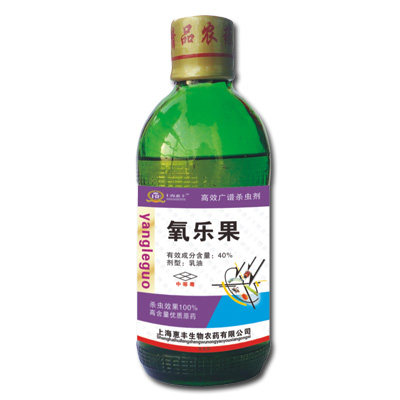 品农
高效广谱杀虫剂
yangleguo
氧乐果
有效成分含量：40%
剂型：乳油
中等毒
杀虫效果100%
高含量优质原药
上海惠丰生物农药有限公司